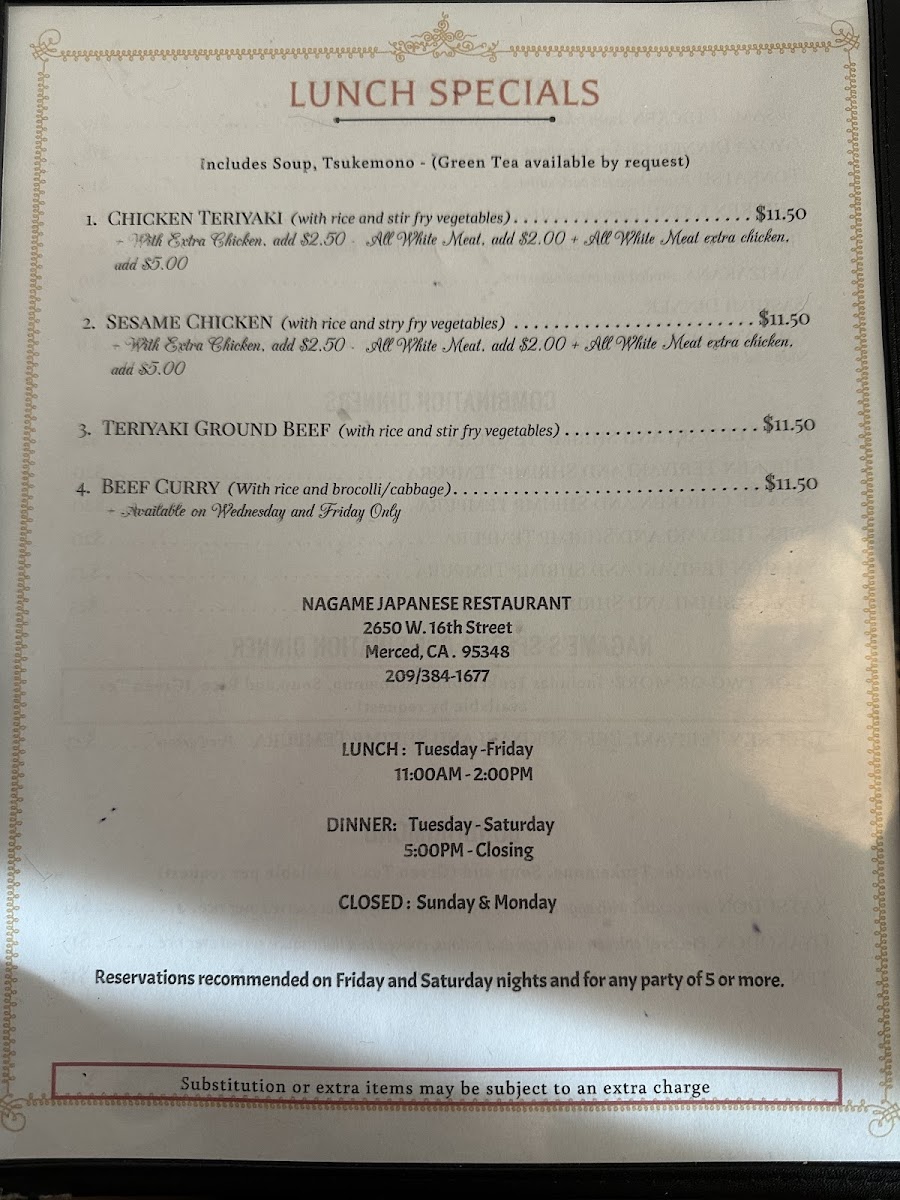 LUNCH SPECIALS
Includes Soup, Tsukemono - (Green Tea available by request)
1. CHICKEN TERIYAKI (with rice and stir fry vegetables)........................$11.50
- With Extra Chicken, add $2.50 - All White Meat, add $2.00 + All White Meat extra chicken,
add $5.00
2. SESAME CHICKEN (with rice and stry fry vegetables) ........................$11.50
- With Extra Chicken, add $2.50 - All White Meat, add $2.00 + All White Meat extra chicken,
add $5.00
3. TERIYAKI GROUND BEEF (with rice and stir fry vegetables)...................$11.50
4. BEEF CURRY (With rice and brocolli/cabbage)..............................$11.50
- Available on Wednesday and Friday Only
NAGAME JAPANESE RESTAURANT
2650 W. 16th Street
Merced, CA. 95348
209/384-1677
LUNCH: Tuesday-Friday
11:00AM-2:00PM
DINNER: Tuesday-Saturday
5:00PM-Closing
CLOSED: Sunday & Monday
Reservations recommended on Friday and Saturday nights and for any party of 5 or more.
Substitution or extra items may be subject to an extra charge